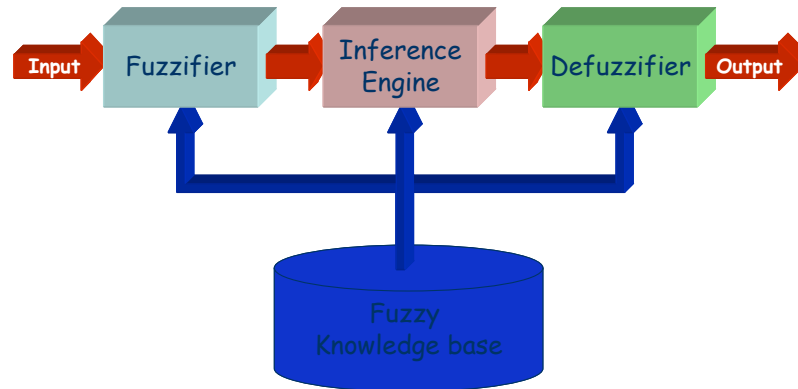 Input
Fuzzifier
Inference
Engine
Defuzzifier
Output
Fuzzy
Knowledge base